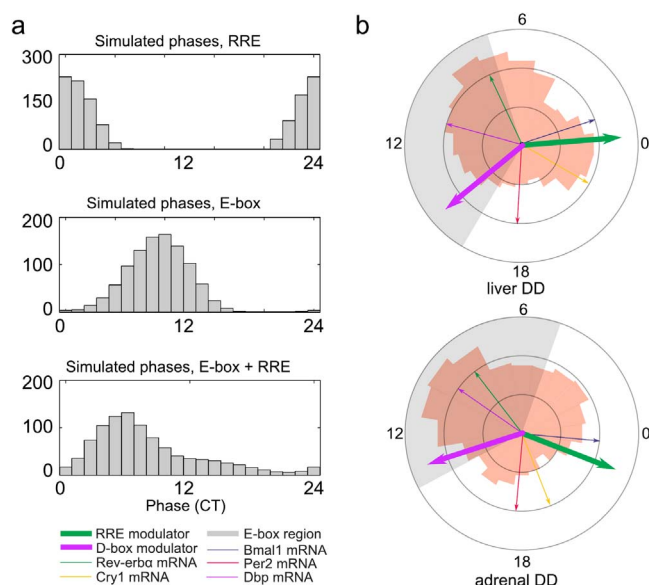 a
Simulated phases, RRE
300
150
0
0 12 24
Simulated phases, E-box
200
100
0
0 12 24
Simulated phases, E-box + RRE
200
100
0
0 12 24
Phase (CT)
b
6
12
0
18
liver DD
6
12
0
18
adrenal DD
RRE modulator
D-box modulator
Rev-erbα mRNA
Cry1 mRNA
E-box region
Bmal1 mRNA
Per2 mRNA
Dbp mRNA